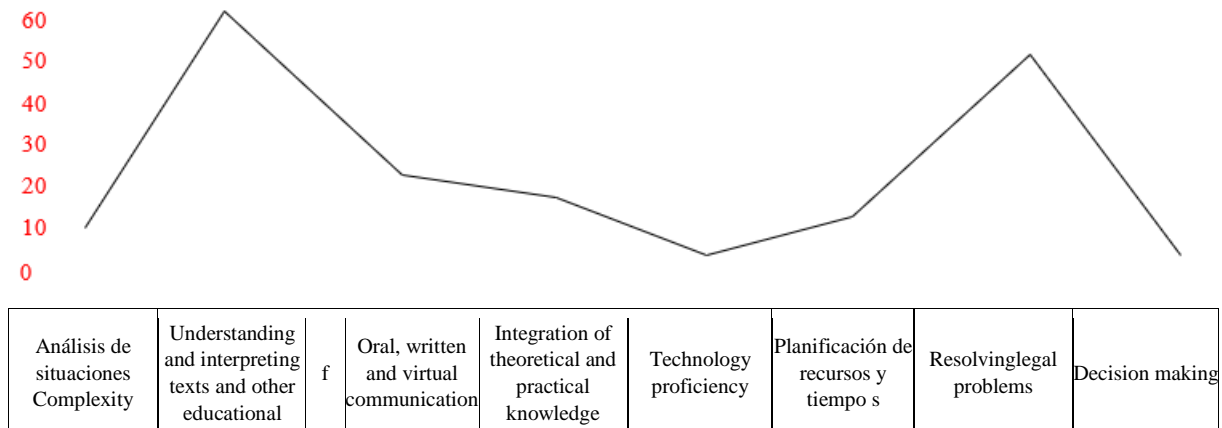 60
50
40
30
20
10
0
Análisis de
situaciones
Complexity
Understanding
and interpreting
texts and other
educational
f
Oral, written
and virtual
communication
Integration of
theoretical and
practical
knowledge
Technology
proficiency
Planificación de
recursos y
tiempo s
Resolvinglegal
problems
Decision making